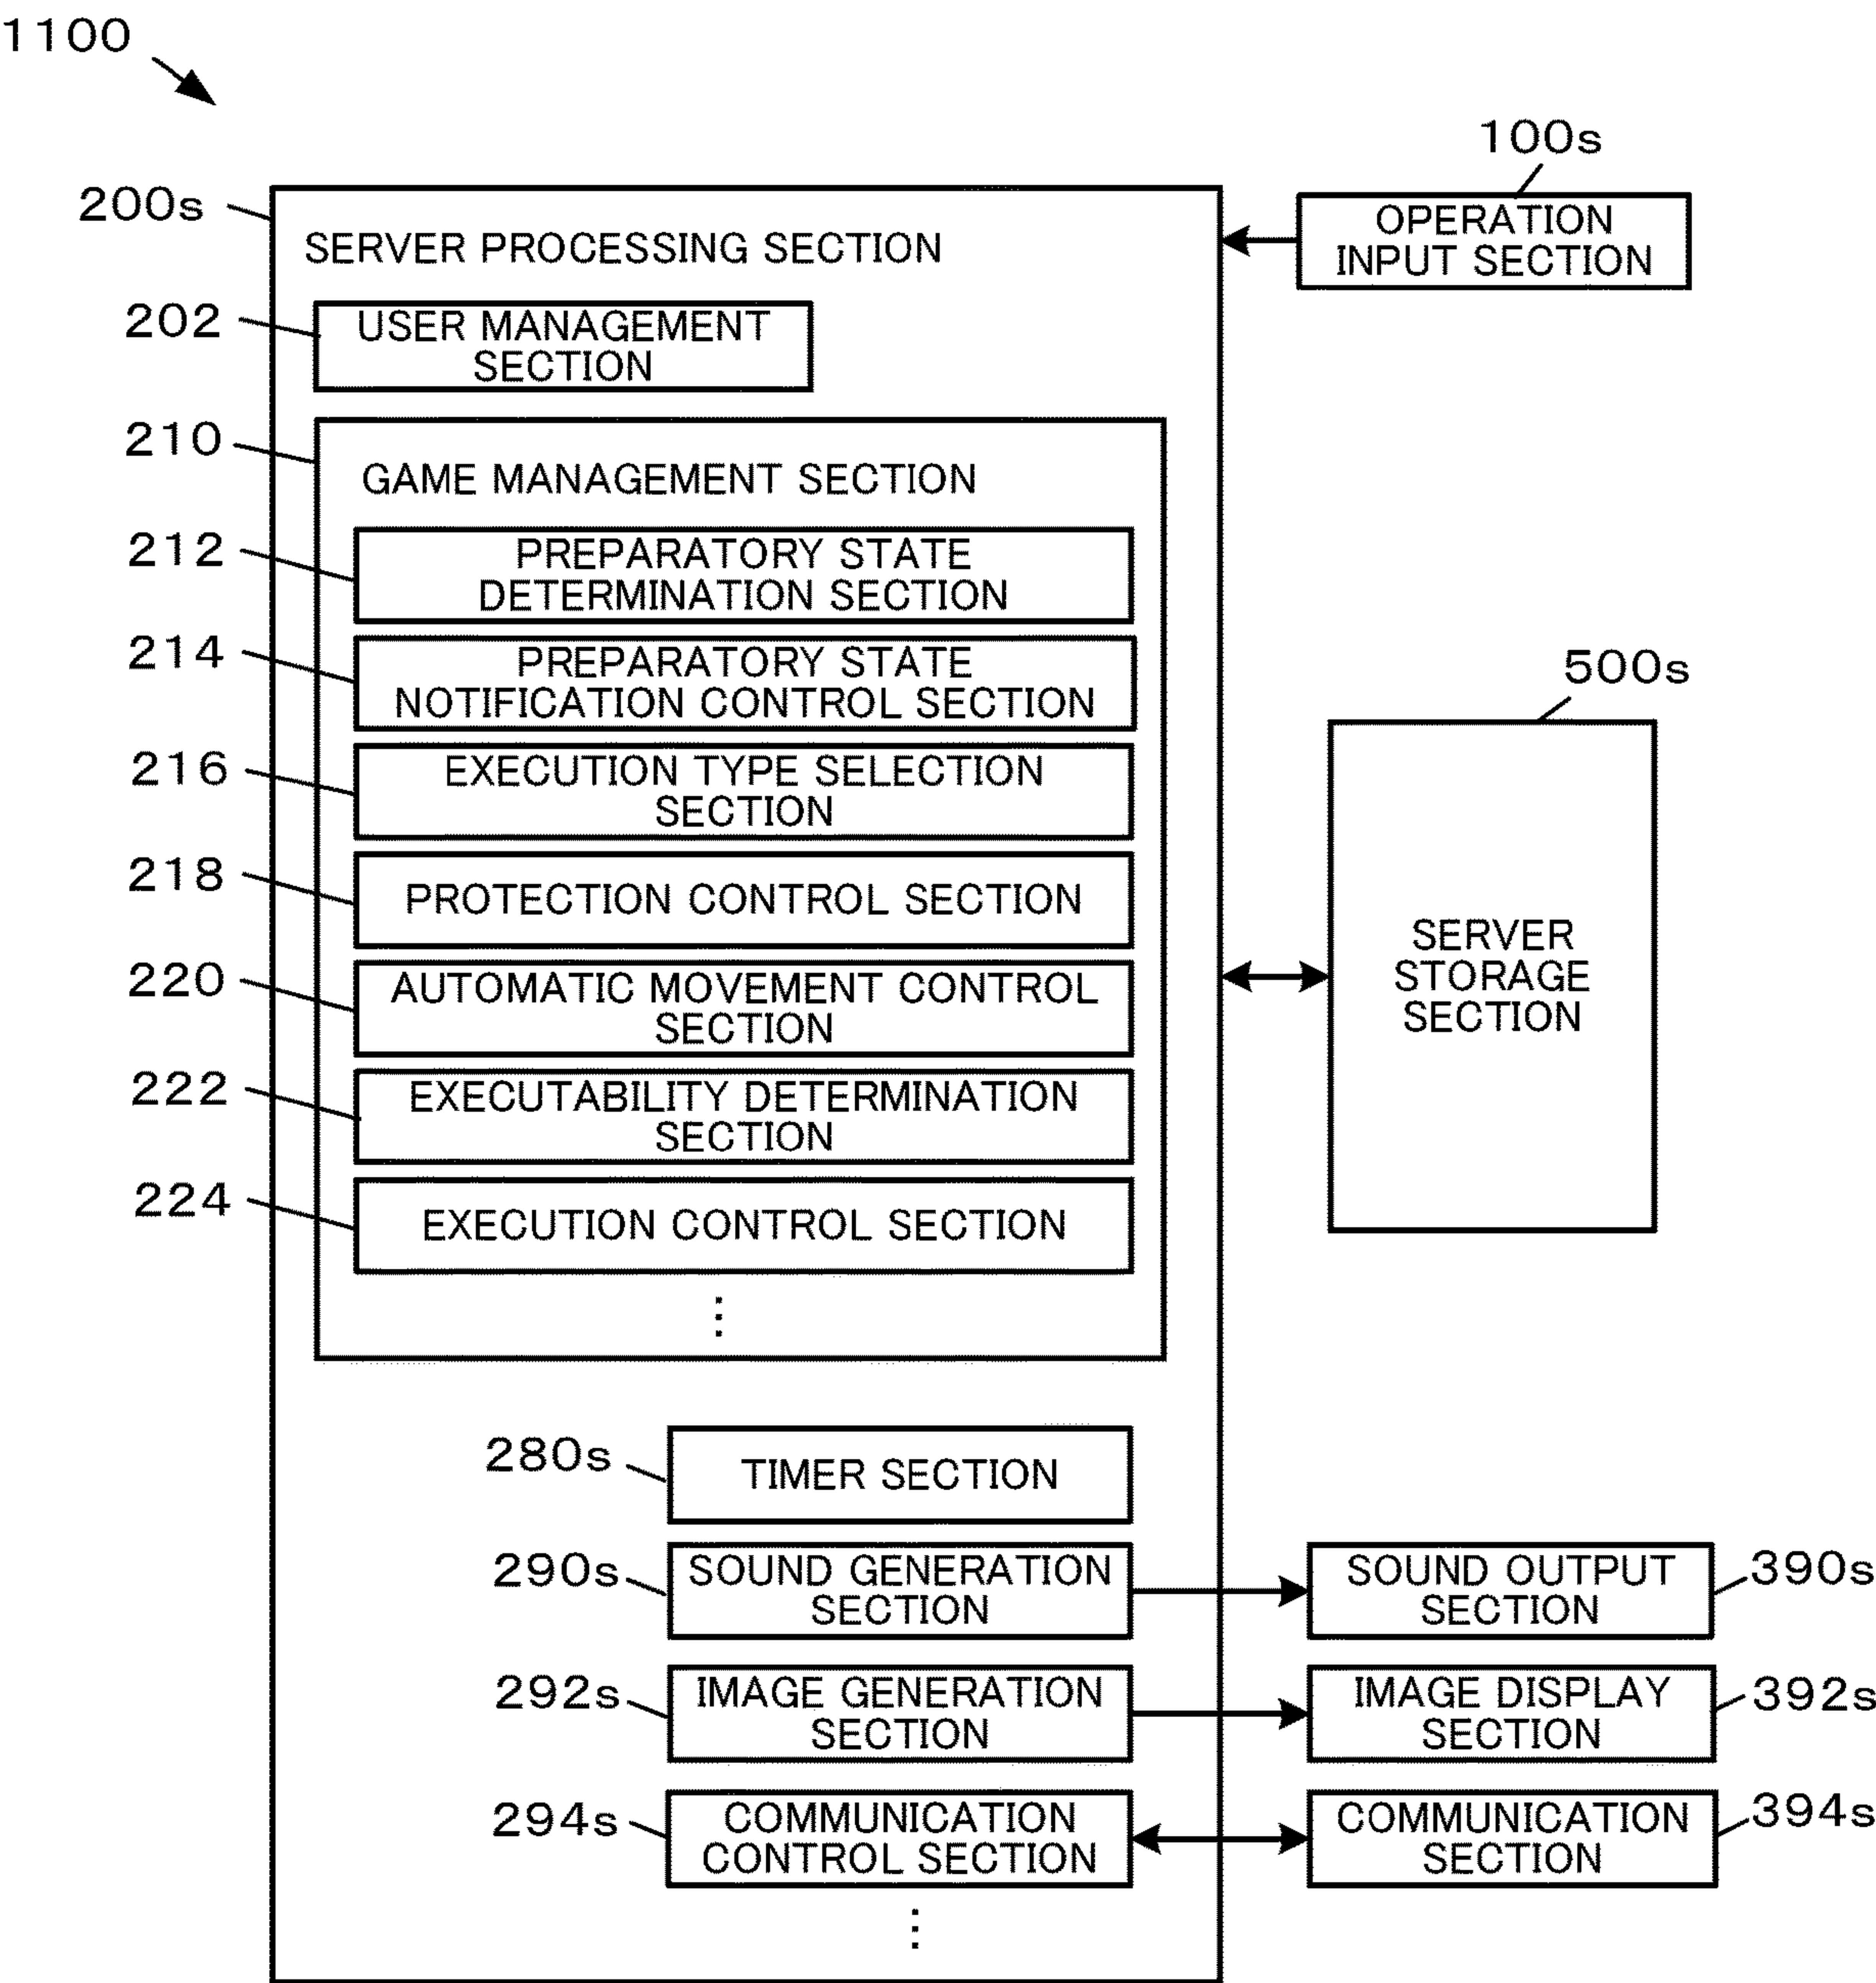 1100
100s
OPERATION
INPUT SECTION
200s
SERVER PROCESSING SECTION
202
USER MANAGEMENT
SECTION
210
GAME MANAGEMENT SECTION
212
PREPARATORY STATE
DETERMINATION SECTION
214
PREPARATORY STATE
NOTIFICATION CONTROL SECTION
216
EXECUTION TYPE SELECTION
SECTION
218
PROTECTION CONTROL SECTION
220
AUTOMATIC MOVEMENT CONTROL
SECTION
222
EXECUTABILITY DETERMINATION
SECTION
224
EXECUTION CONTROL SECTION
500s
SERVER
STORAGE
SECTION
280s
TIMER SECTION
290s
SOUND GENERATION
SECTION
SOUND OUTPUT
SECTION
390s
292s
IMAGE GENERATION
SECTION
IMAGE DISPLAY
SECTION
392s
294s
COMMUNICATION
CONTROL SECTION
COMMUNICATION
SECTION
394s